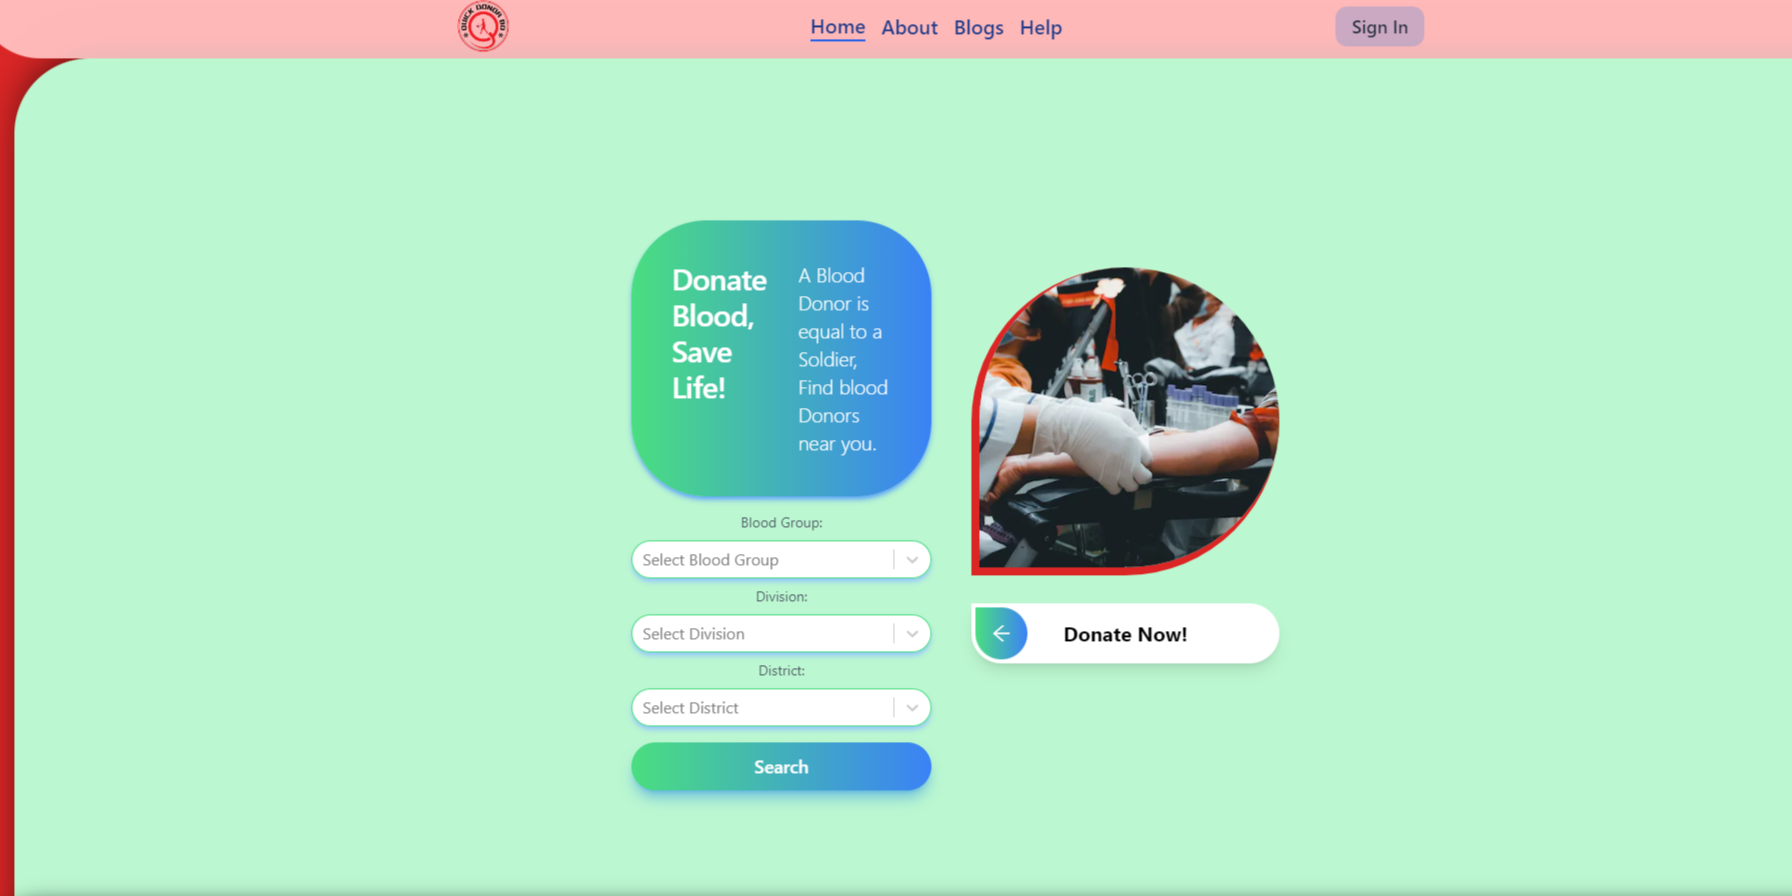 QUICK DONOR BD
Home About Blogs Help
Sign In
Donate
Blood,
Save
Life!
A Blood
Donor is
equal to a
Soldier,
Find blood
Donors
near you.
Blood Group:
Select Blood Group
Division:
Select Division
District:
Select District
Search
Donate Now!